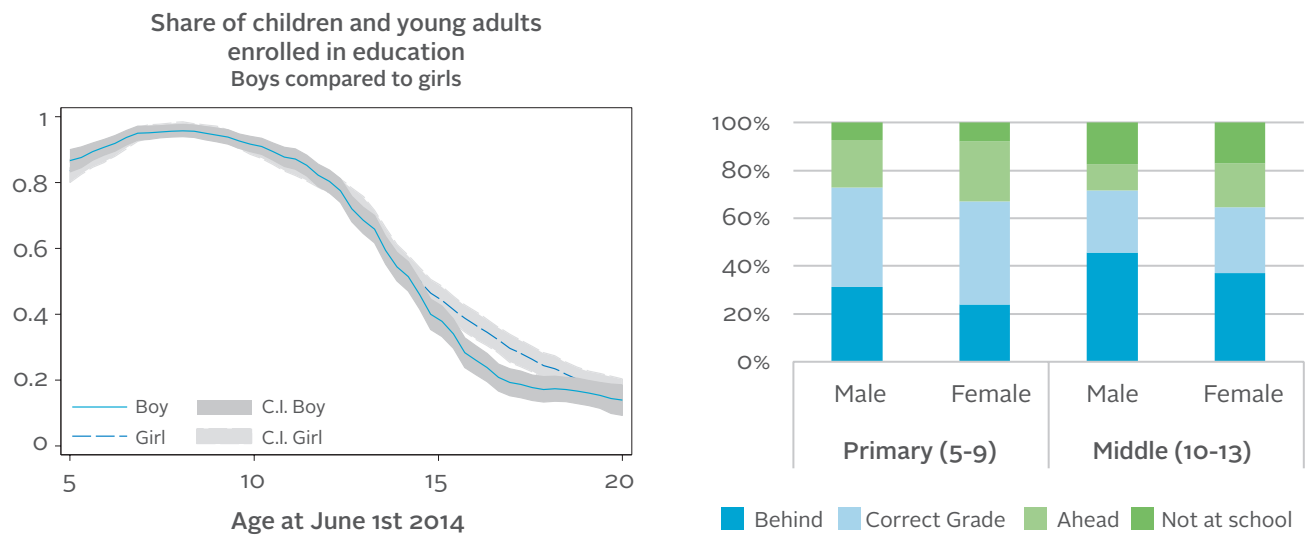 Share of children and young adults
enrolled in education
Boys compared to girls
1
0.8
0.6
0.4
0.2
0
Boy
C.I. Boy
Girl
C.I. Girl
5
10
15
20
Age at June 1st 2014
100%
80%
60%
40%
20%
0%
Male
Female
Male
Female
Primary (5-9)
Middle (10-13)
Behind
Correct Grade
Ahead
Not at school